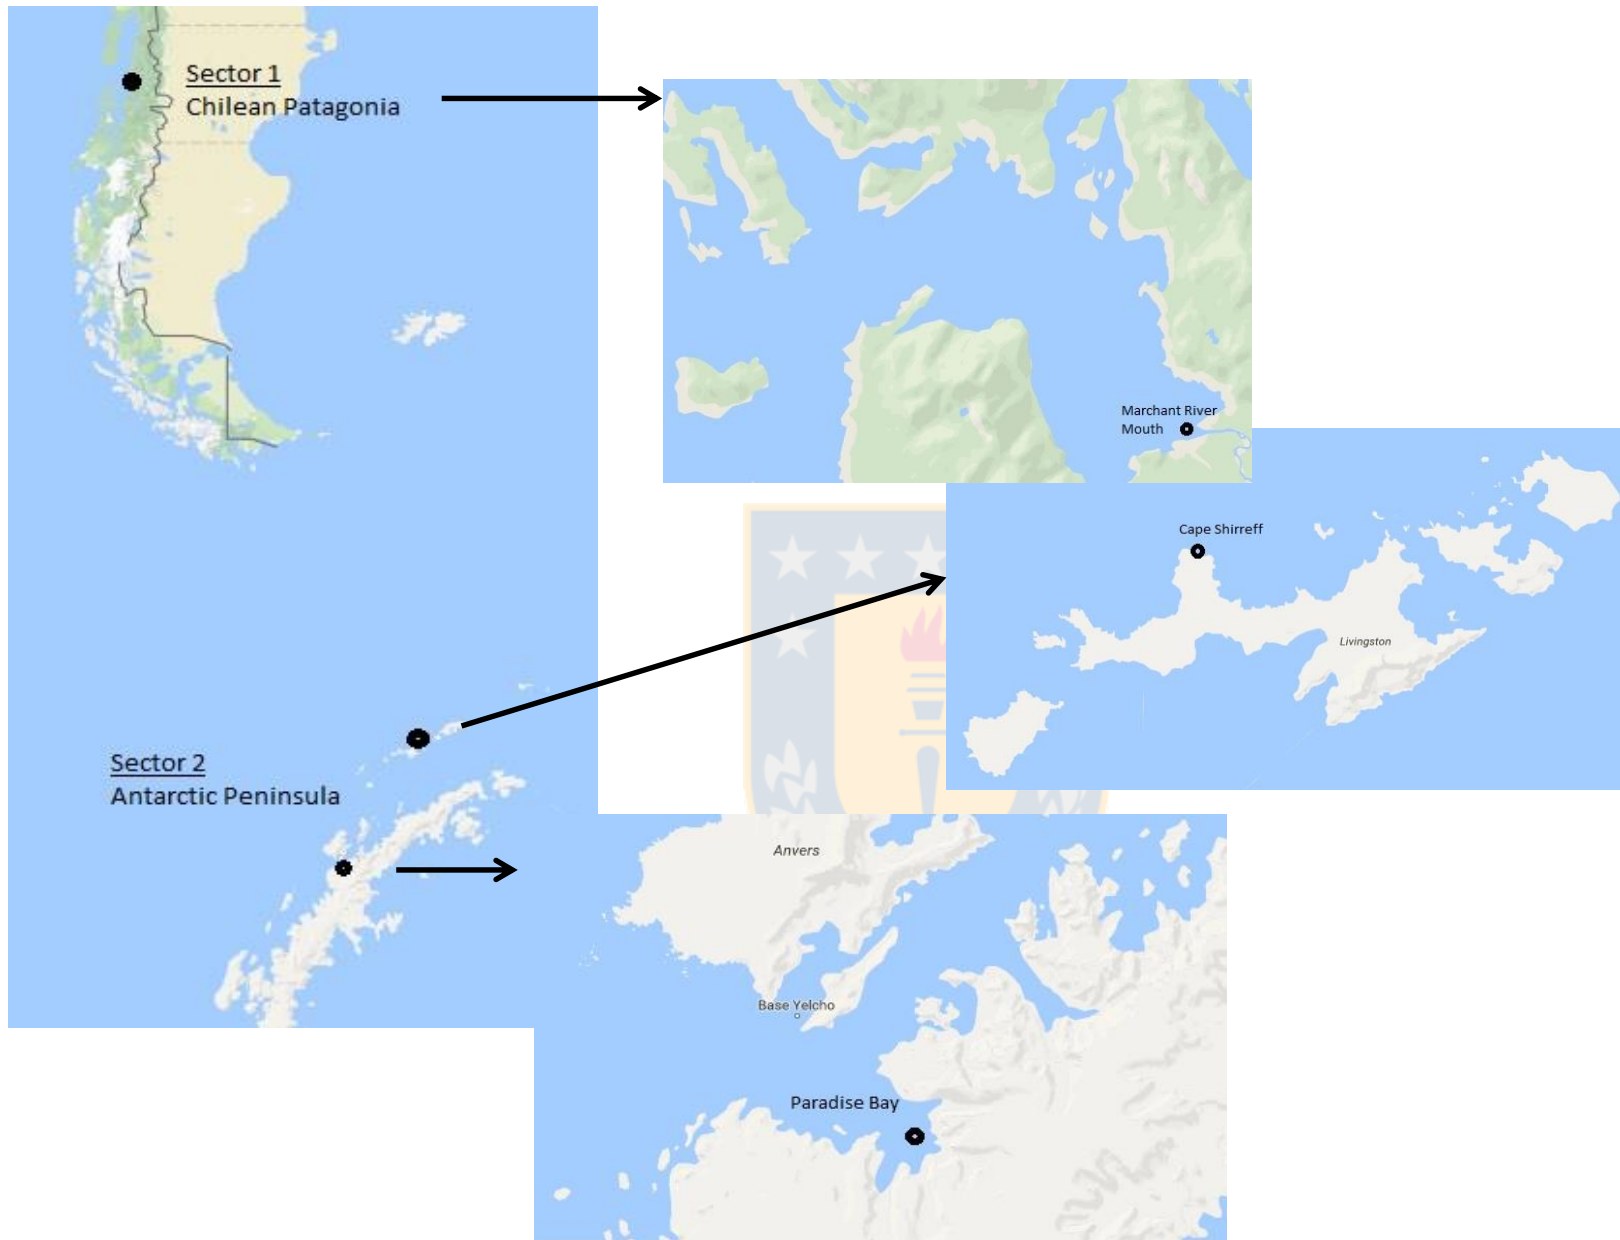 Sector 1
Chilean Patagonia
Marchant River
Mouth
Cape Shirreff
Livingston
Sector 2
Antarctic Peninsula
Anvers
Base Yelcho
Paradise Bay